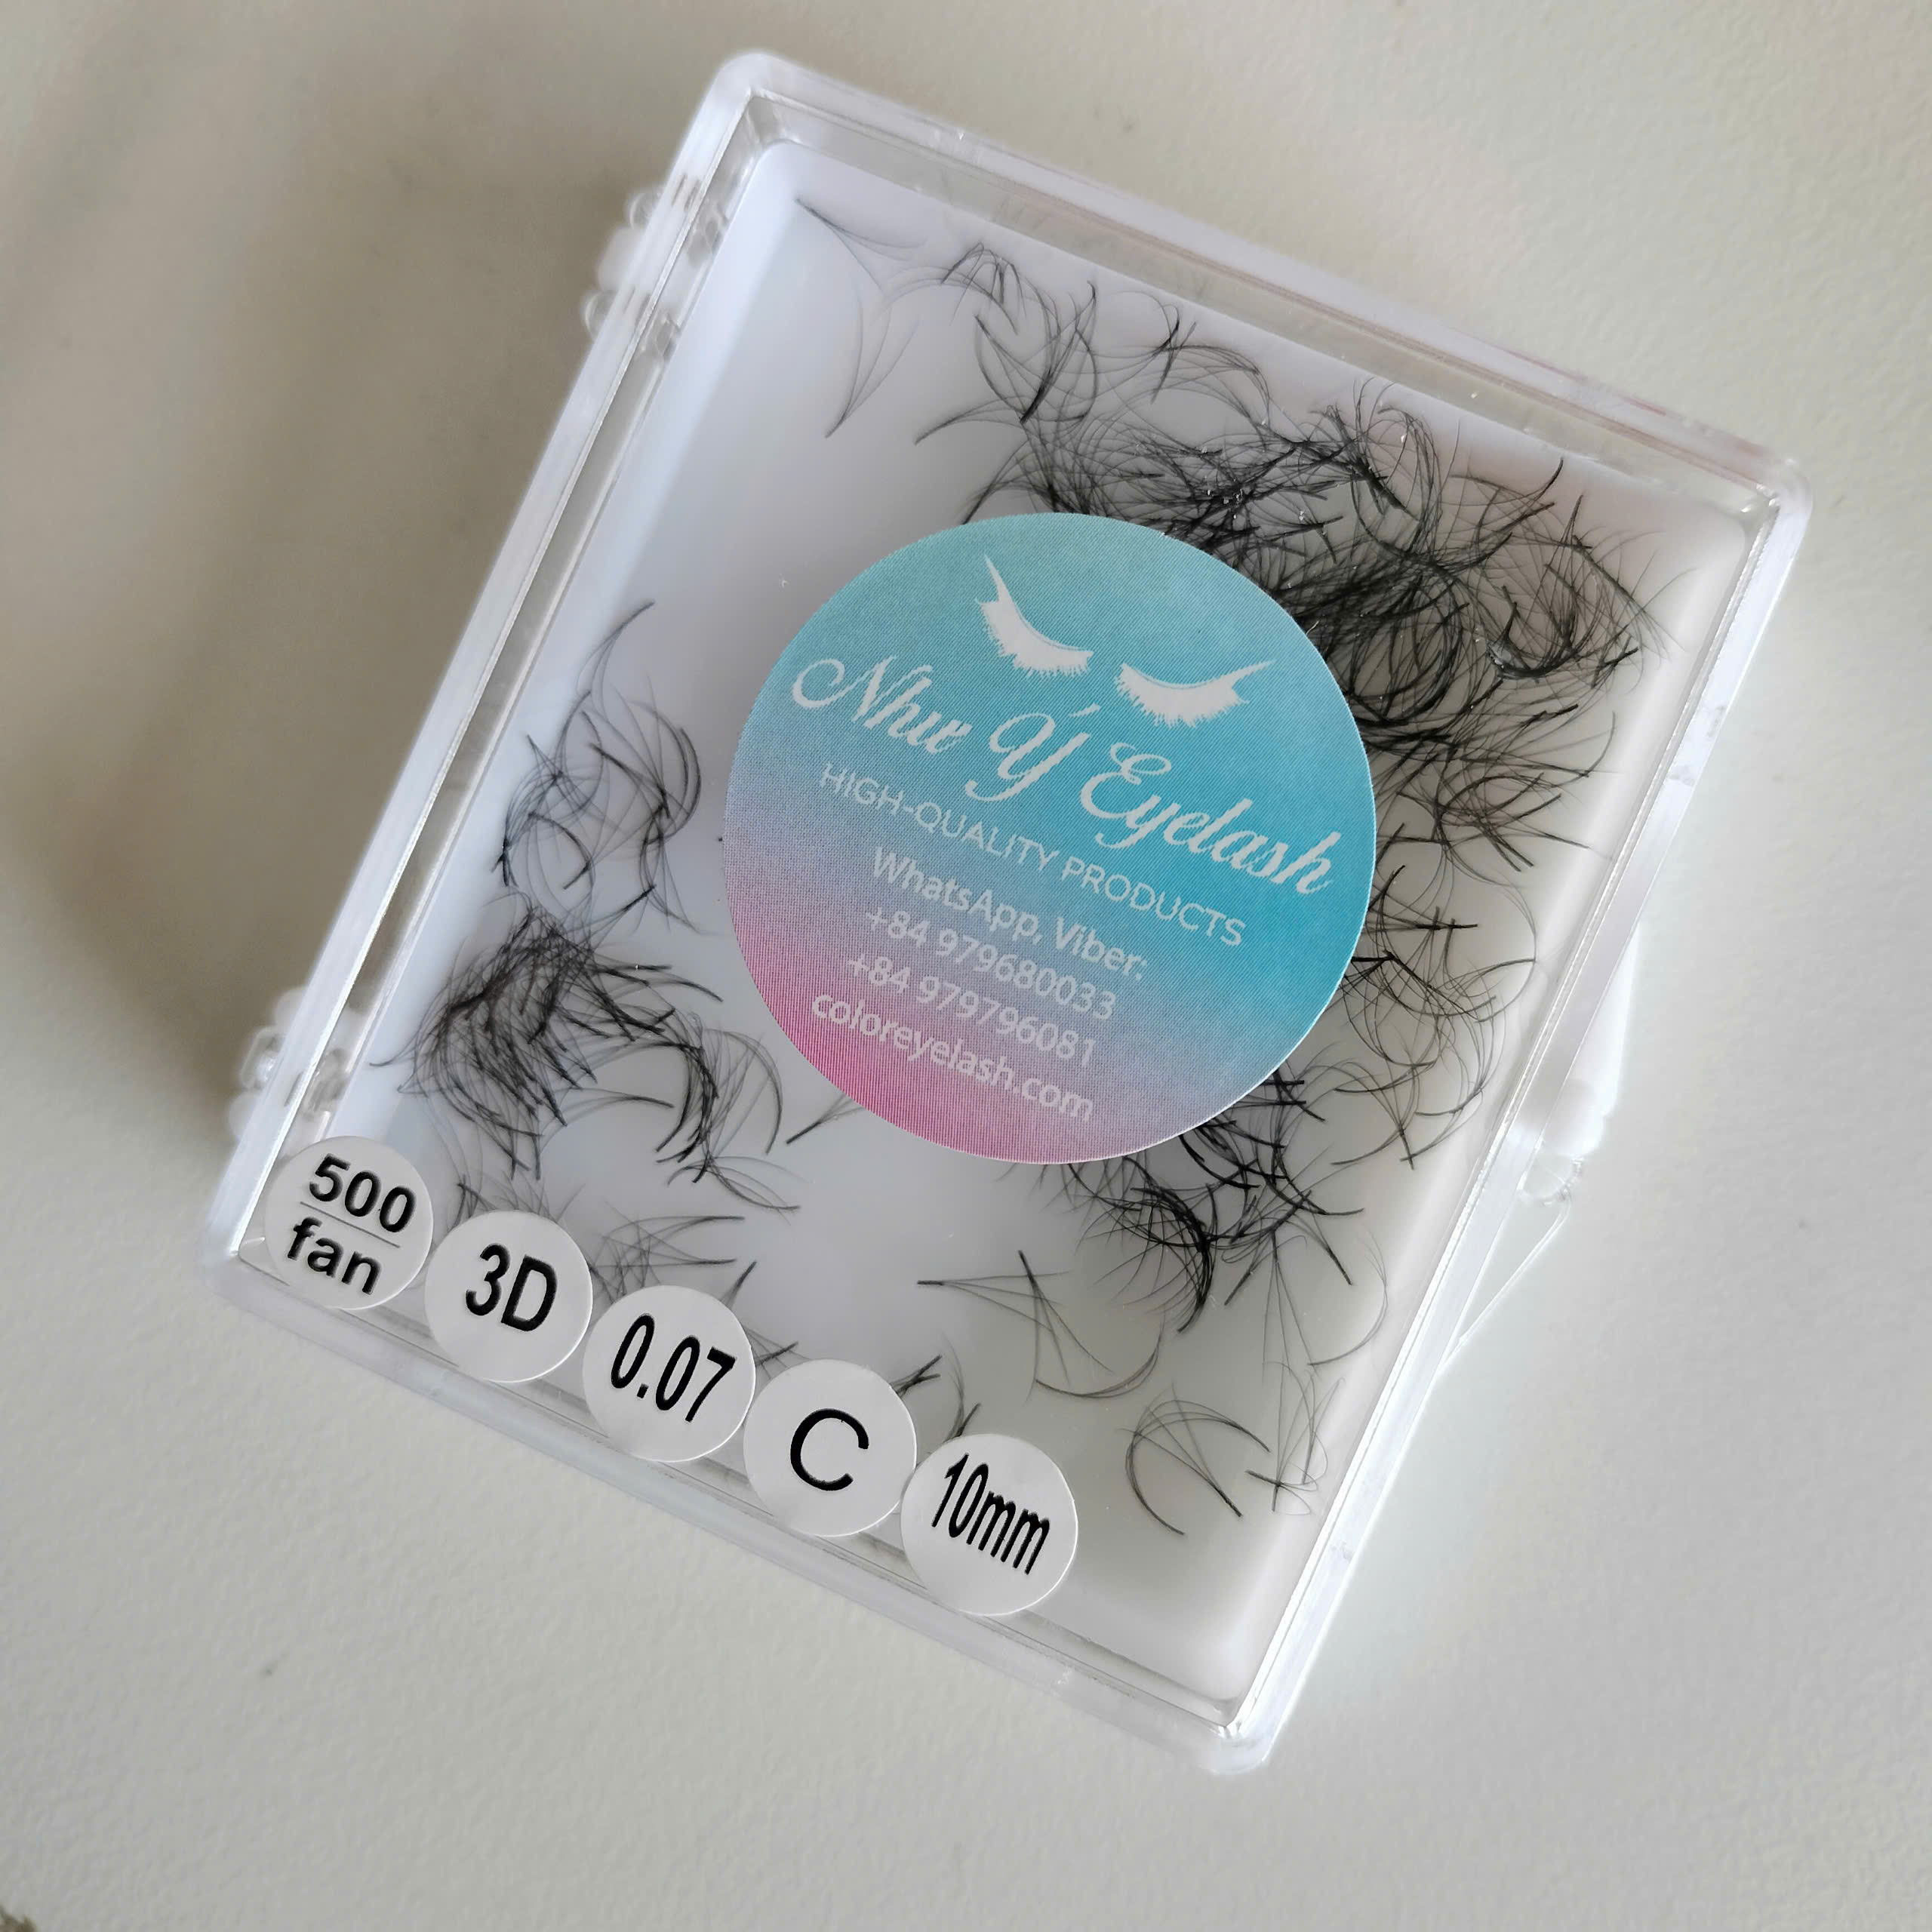 Như Ý Eyelash
HIGH-QUALITY PRODUCTS
WhatsApp, Viber:
+84 979680033
+84 979796081
coloreyelash.com
500
fan
3D
0.07
C
10mm